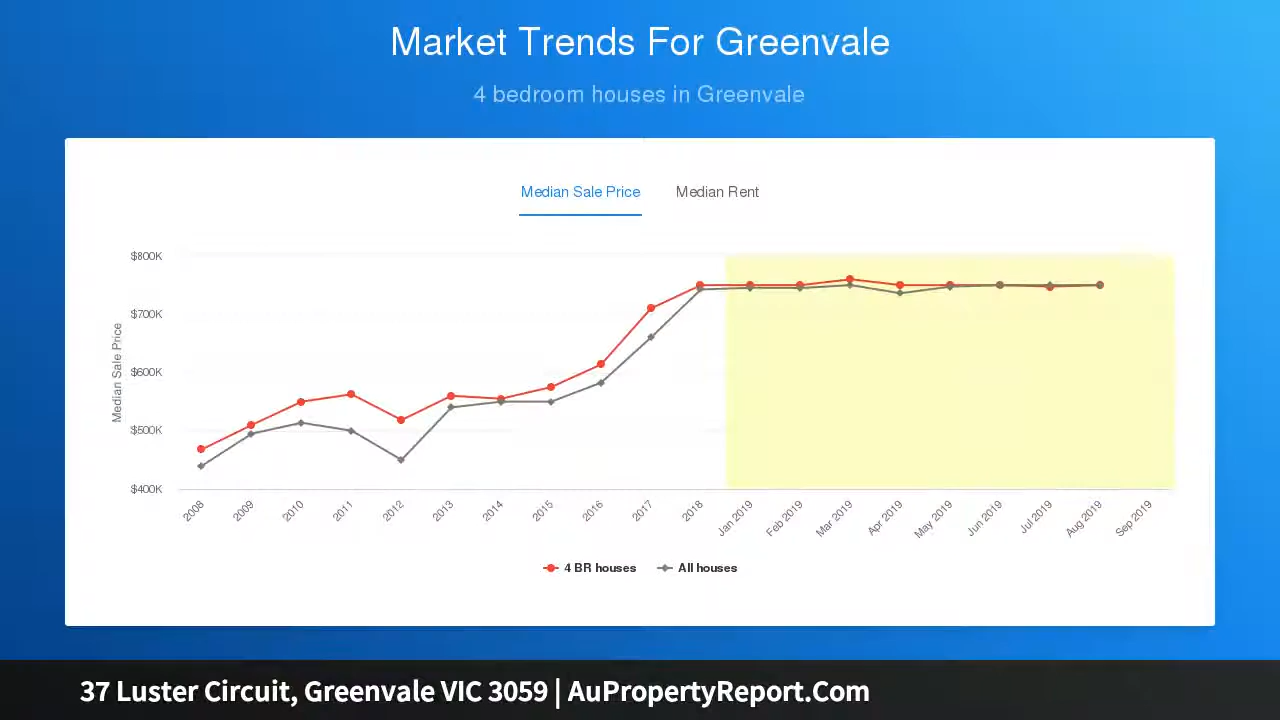 Market Trends For Greenvale
4 bedroom houses in Greenvale
Median Sale Price
Median Rent
Median Sale Price
$800K
$700K
$600K
$500K
$400K
2008
2009
2010
2011
2012
2013
2014
2015
2016
2017
2018
Jan 2019
Feb 2019
Mar 2019
Apr 2019
May 2019
Jun 2019
Jul 2019
Aug 2019
Sep 2019
4 BR houses
All houses
37 Luster Circuit, Greenvale VIC 3059 | AuPropertyReport.Com